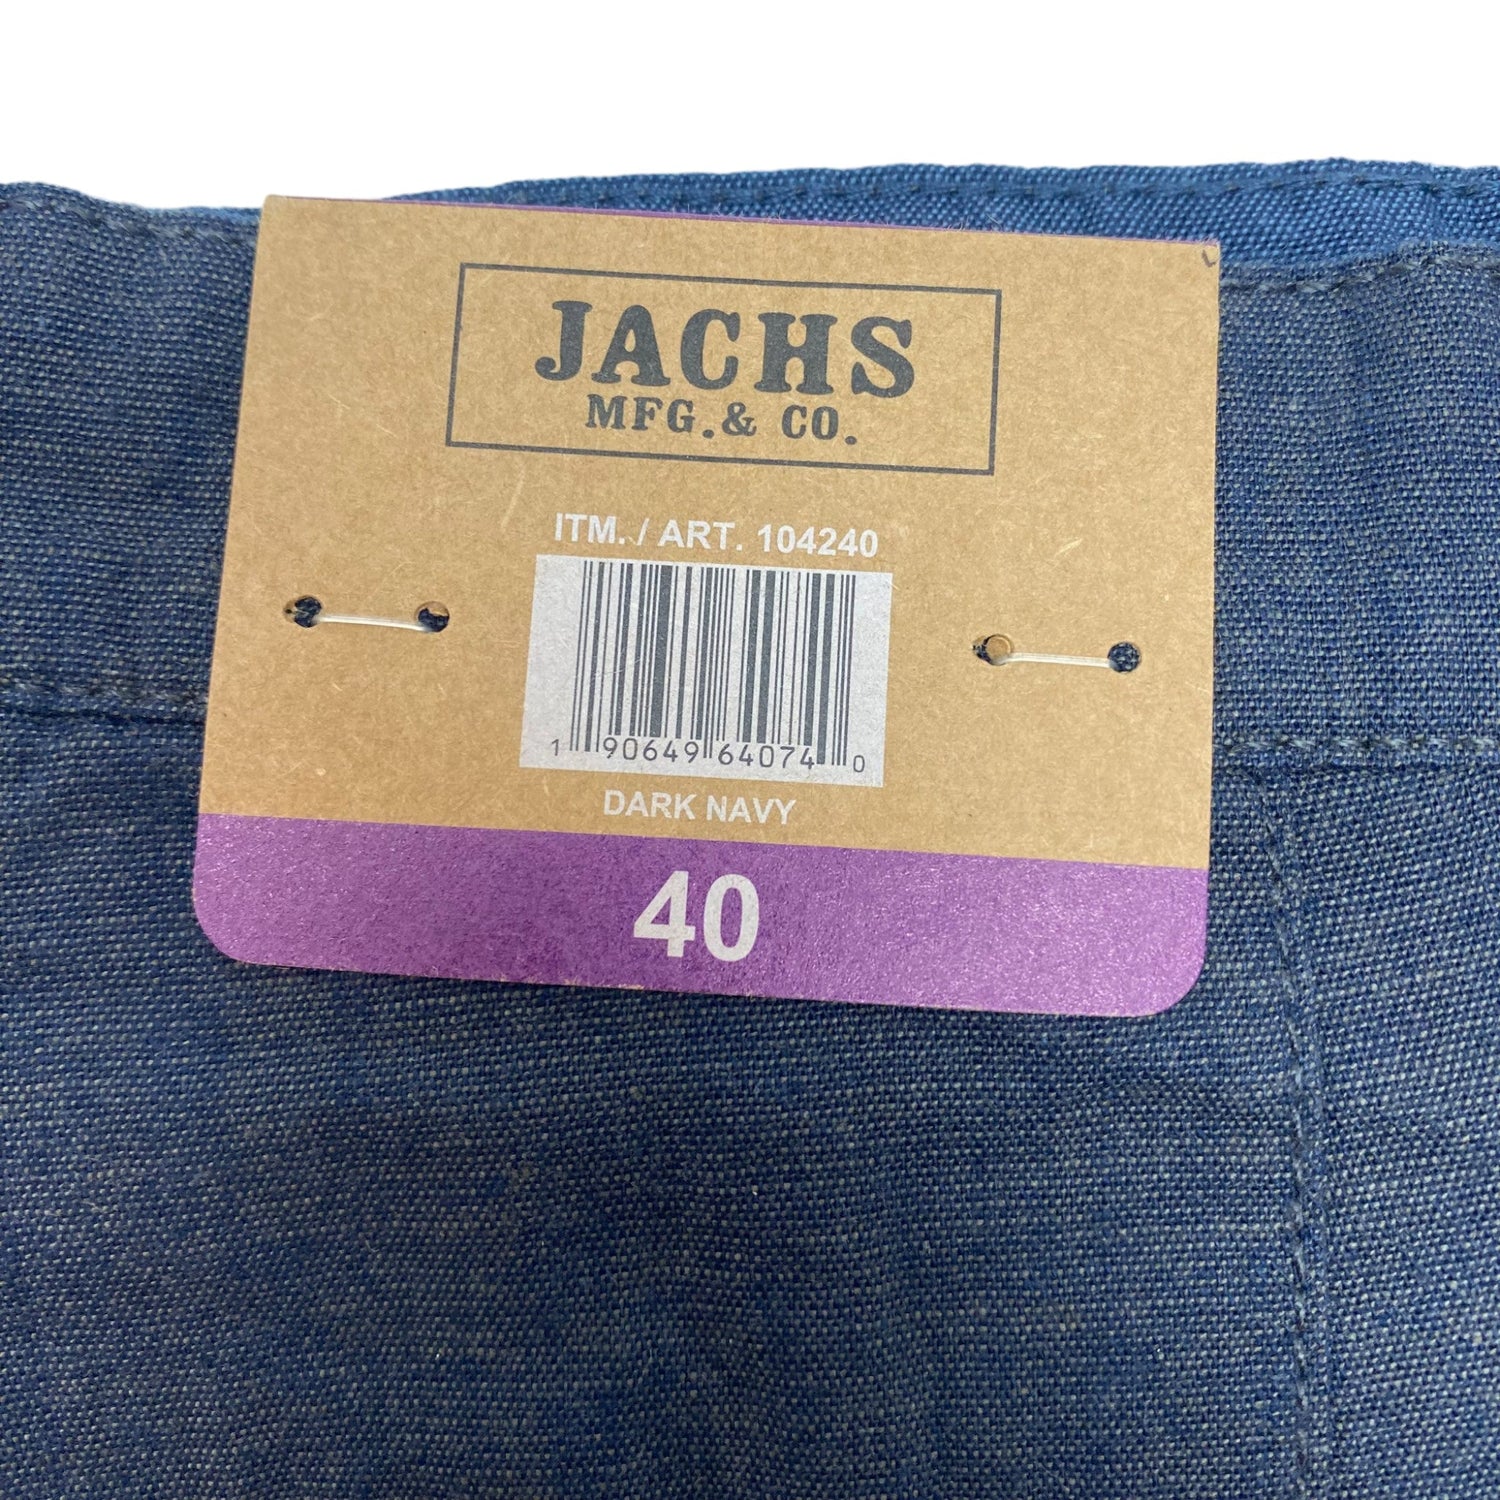 JACHS
MFG. & CO.
ITM. / ART. 104240
1 90649 64074 0
DARK NAVY
40